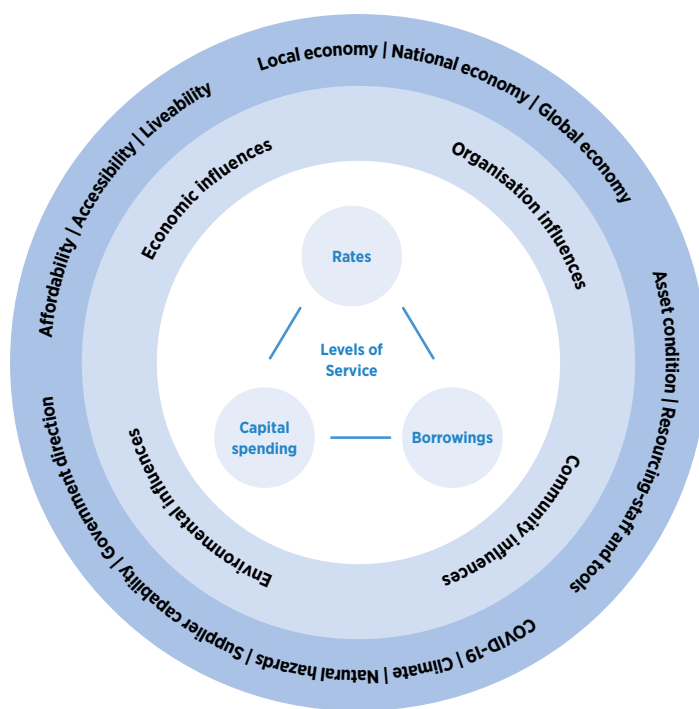 Local economy | National economy | Global economy
Asset condition | Resourcing-staff and tools
COVID-19 | Climate | Natural hazards | Supplier capability | Government direction
Affordability | Accessibility | Liveability
Economic influences
Organisation influences
Community influences
Environmental influences
Rates
Levels of
Service
Capital
spending
Borrowings